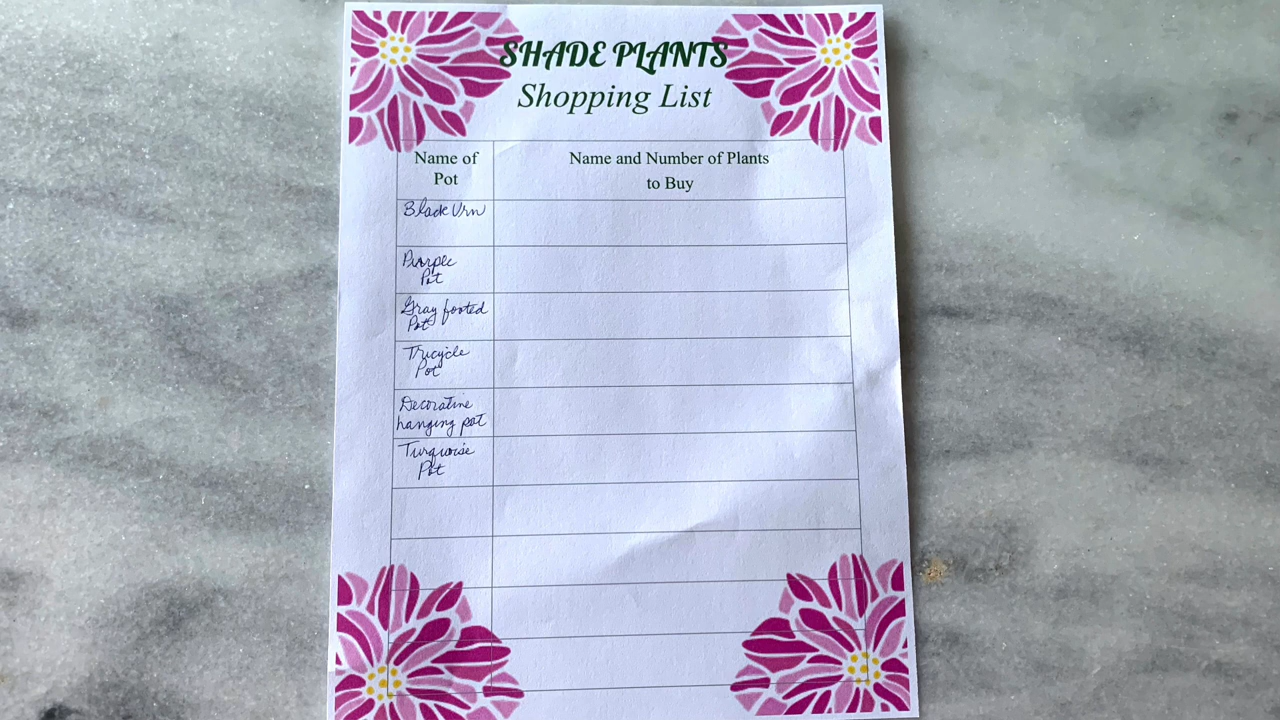 SHADE PLANTS
Shopping List
Name of
Pot
Name and Number of Plants
to Buy
Black Urn
Purple
Pot
Gray footed
Pot
Tricycle
Pot
Decorative
hanging pot
Turquoise
Pot